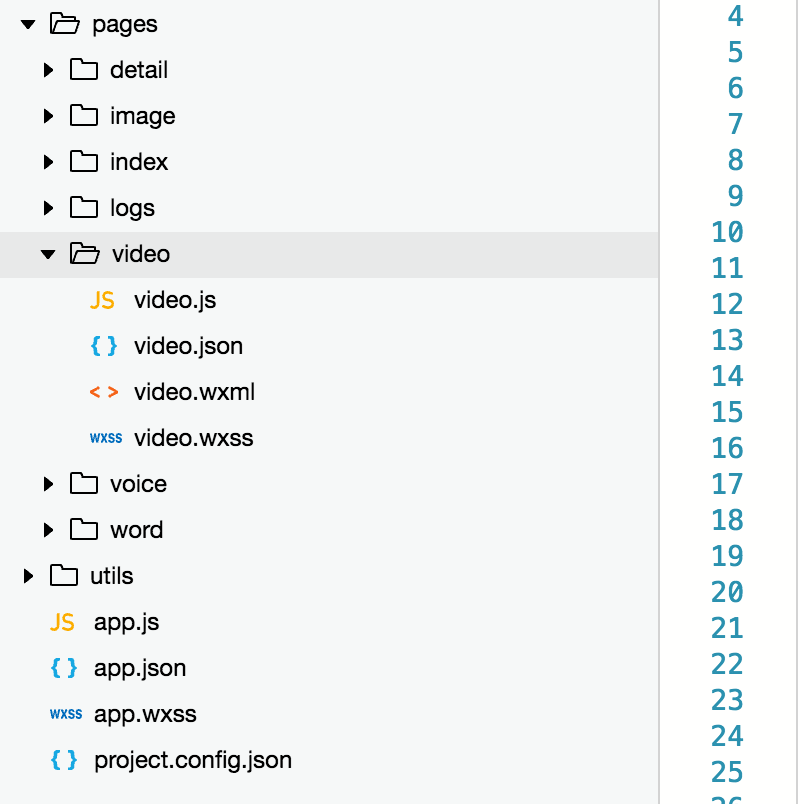 pages
detail
image
index
logs
video
JS video.js
{ } video.json
< > video.wxml
wxss video.wxss
voice
word
utils
JS app.js
{ } app.json
wxss app.wxss
{ } project.config.json
4
5
6
7
8
9
10
11
12
13
14
15
16
17
18
19
20
21
22
23
24
25
26